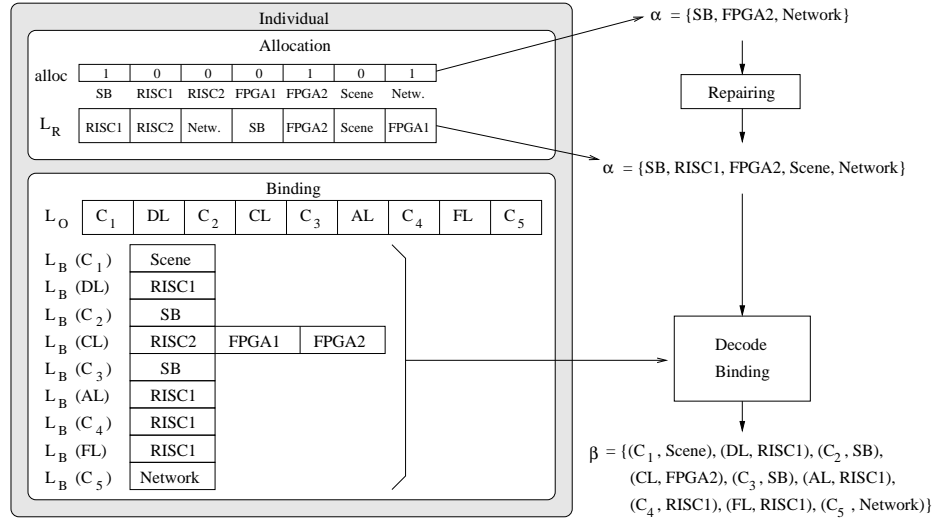 Individual
Allocation
alloc 1 0 0 0 1 0 1
SB RISC1 RISC2 FPGA1 FPGA2 Scene Netw.
L_R RISC1 RISC2 Netw. SB FPGA2 Scene FPGA1
Binding
L_O C_1 DL C_2 CL C_3 AL C_4 FL C_5
L_B (C_1) Scene
L_B (DL) RISC1
L_B (C_2) SB
L_B (CL) RISC2 FPGA1 FPGA2
L_B (C_3) SB
L_B (AL) RISC1
L_B (C_4) RISC1
L_B (FL) RISC1
L_B (C_5) Network
α = {SB, FPGA2, Network}
Repairing
α = {SB, RISC1, FPGA2, Scene, Network}
Decode
Binding
β = {(C_1, Scene), (DL, RISC1), (C_2, SB),
(CL, FPGA2), (C_3, SB), (AL, RISC1),
(C_4, RISC1), (FL, RISC1), (C_5, Network)}